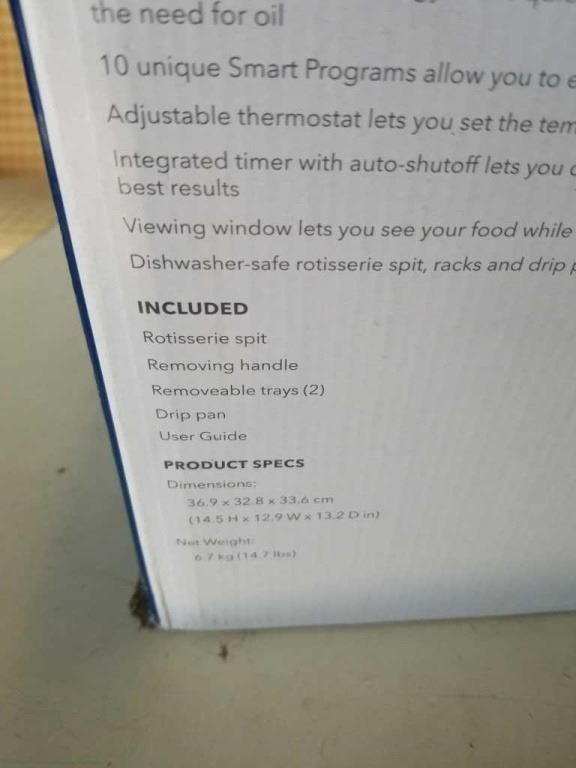 the need for oil
10 unique Smart Programs allow you to
Adjustable thermostat lets you set the
Integrated timer with auto-shutoff lets you
best results
Viewing window lets you see your food while
Dishwasher-safe rotisserie spit, racks and drip
INCLUDED
Rotisserie spit
Removing handle
Removeable trays (2)
Drip pan
User Guide
PRODUCT SPECS
Dimensions:
36.9 x 32.8 x 33.6 cm
(14.5 H x 12.9 W x 13.2 D in)
Net Weight:
6.7 kg (14.7 lbs)